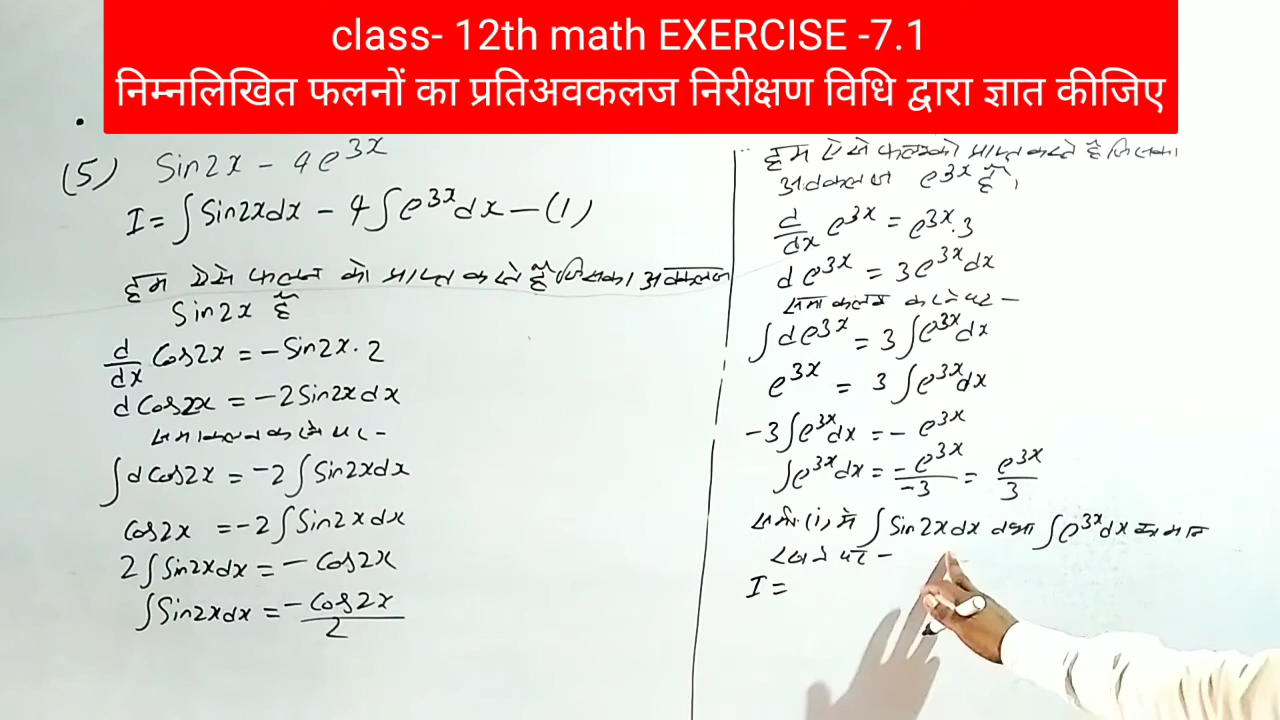 class- 12th math EXERCISE -7.1
निम्नलिखित फलनों का प्रतिअवकलज निरीक्षण विधि द्वारा ज्ञात कीजिए
(5) Sin2x - 4e^3x
I = ∫Sin2xdx - 4∫e^3x dx - (1)
हम ऐसे फलन को प्राप्त करते हैं जिसका अवकलज
Sin2x है
d/dx Cos2x = -Sin2x·2
d Cos2x = -2Sin2xdx
समाकलन करने पर -
∫d Cos2x = -2∫Sin2xdx
Cos2x = -2∫Sin2xdx
2∫Sin2xdx = -Cos2x
∫Sin2xdx = -Cos2x/2
हम ऐसे फलन को प्राप्त करते है जिसका
अवकलज e^3x है।
d/dx e^3x = e^3x·3
d e^3x = 3e^3x dx
समाकलन करने पर -
∫d e^3x = 3∫e^3x dx
e^3x = 3∫e^3x dx
-3∫e^3x dx = -e^3x
∫e^3x dx = -e^3x/-3 = e^3x/3
समी. (i) में ∫Sin2xdx तथा ∫e^3x dx का मान
रखने पर -
I =